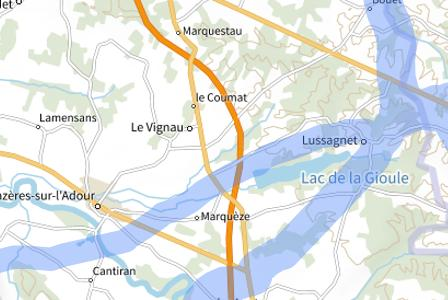 Marquestau
le Coumat
Lamensans
Le Vignau
Lussagnet
Lac de la Gioule
zères-sur-l'Adour
Marquèze
Cantiran